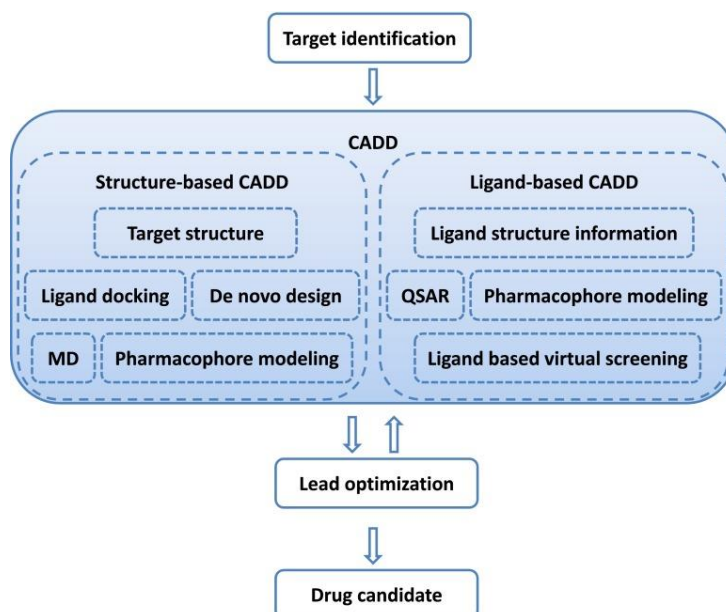 Target identification
CADD
Structure-based CADD
Target structure
Ligand docking
De novo design
MD
Pharmacophore modeling
Ligand-based CADD
Ligand structure information
QSAR
Pharmacophore modeling
Ligand based virtual screening
Lead optimization
Drug candidate